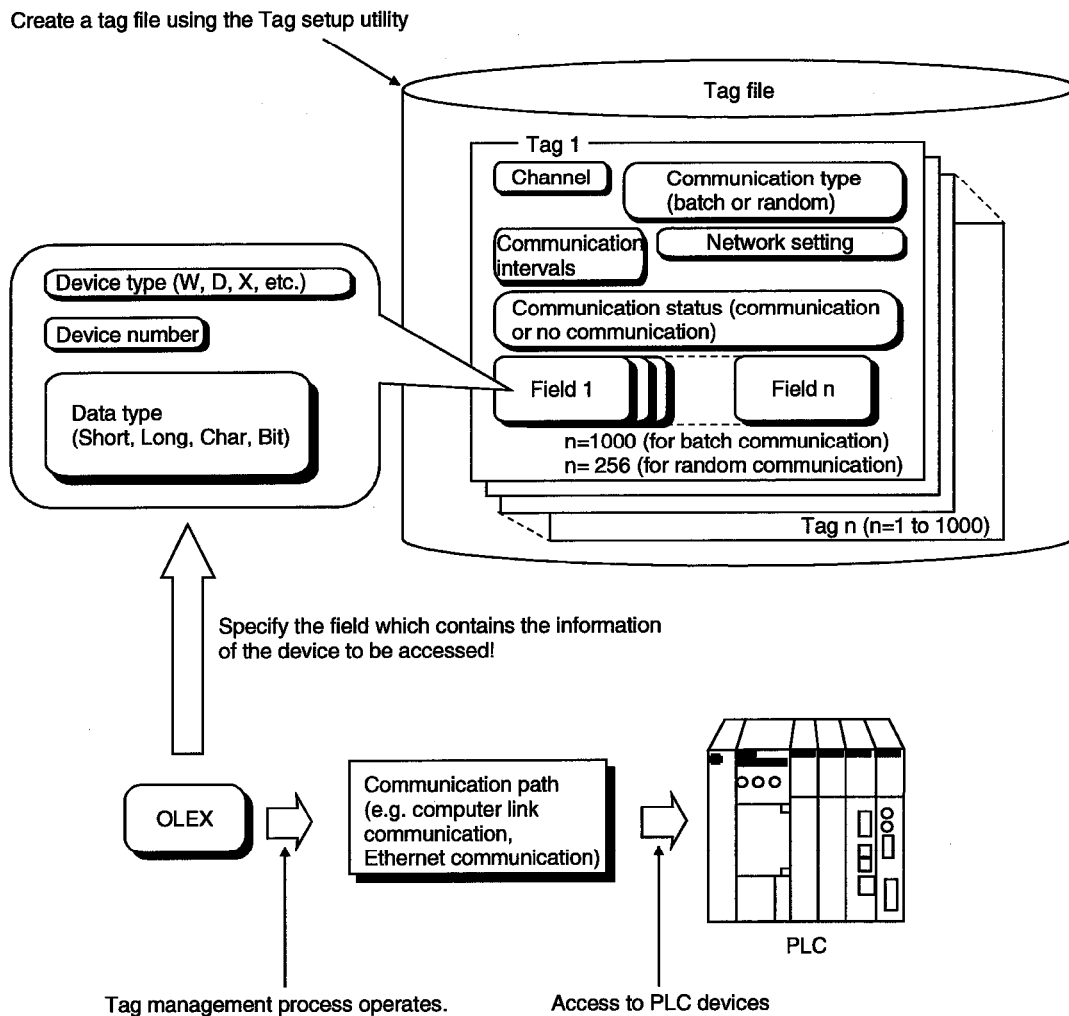 Create a tag file using the Tag setup utility
Tag file
Tag 1
Channel
Communication type
(batch or random)
Communication
intervals
Network setting
Communication status (communication
or no communication)
Field 1
Field n
n=1000 (for batch communication)
n= 256 (for random communication)
Tag n (n=1 to 1000)
Device type (W, D, X, etc.)
Device number
Data type
(Short, Long, Char, Bit)
Specify the field which contains the information
of the device to be accessed!
OLEX
Communication path
(e.g. computer link
communication,
Ethernet communication)
PLC
Tag management process operates.
Access to PLC devices